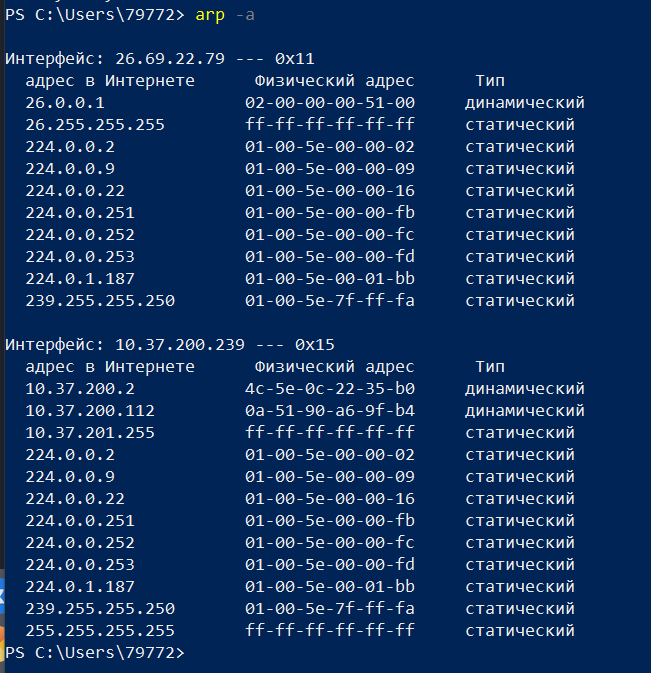 PS C:\Users\79772> arp -a
Интерфейс: 26.69.22.79 --- 0x11
адрес в Интернете Физический адрес Тип
26.0.0.1 02-00-00-00-51-00 динамический
26.255.255.255 ff-ff-ff-ff-ff-ff статический
224.0.0.2 01-00-5e-00-00-02 статический
224.0.0.9 01-00-5e-00-00-09 статический
224.0.0.22 01-00-5e-00-00-16 статический
224.0.0.251 01-00-5e-00-00-fb статический
224.0.0.252 01-00-5e-00-00-fc статический
224.0.0.253 01-00-5e-00-00-fd статический
224.0.1.187 01-00-5e-00-01-bb статический
239.255.255.250 01-00-5e-7f-ff-fa статический
Интерфейс: 10.37.200.239 --- 0x15
адрес в Интернете Физический адрес Тип
10.37.200.2 4c-5e-0c-22-35-b0 динамический
10.37.200.112 0a-51-90-a6-9f-b4 динамический
10.37.201.255 ff-ff-ff-ff-ff-ff статический
224.0.0.2 01-00-5e-00-00-02 статический
224.0.0.9 01-00-5e-00-00-09 статический
224.0.0.22 01-00-5e-00-00-16 статический
224.0.0.251 01-00-5e-00-00-fb статический
224.0.0.252 01-00-5e-00-00-fc статический
224.0.0.253 01-00-5e-00-00-fd статический
224.0.1.187 01-00-5e-00-01-bb статический
239.255.255.250 01-00-5e-7f-ff-fa статический
255.255.255.255 ff-ff-ff-ff-ff-ff статический
PS C:\Users\79772>